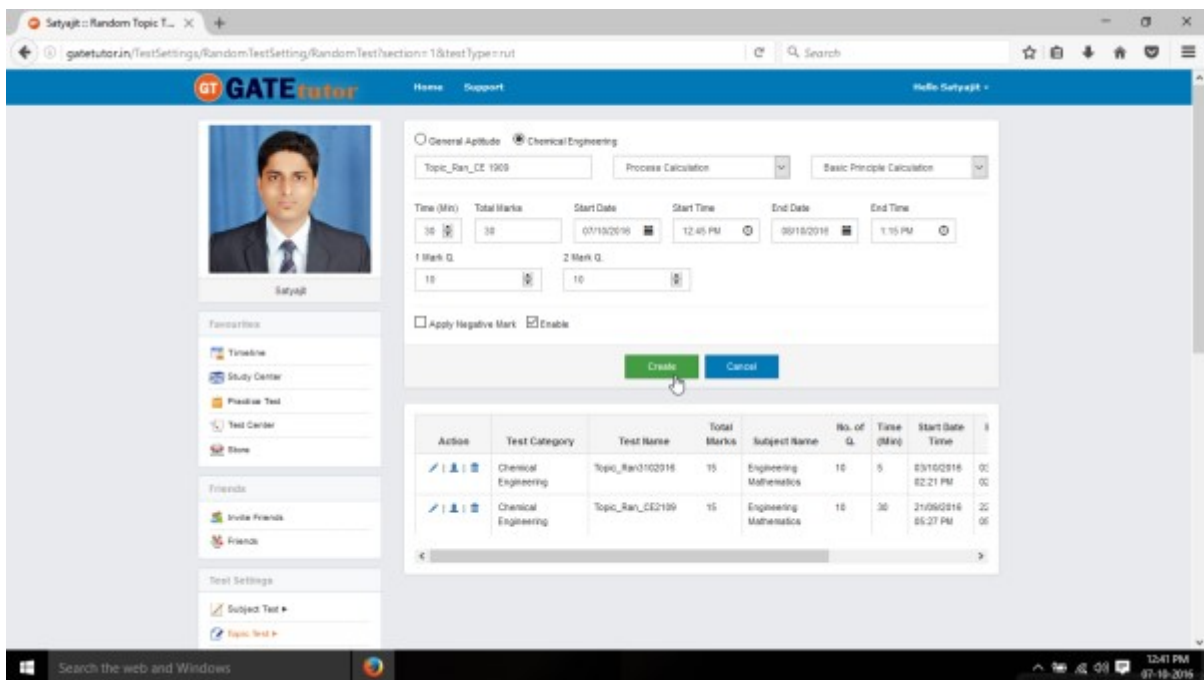 Satyajit :: Random Topic T...
gatetutor.in/TestSettings/RandomTestSetting/RandomTest?section=1&testType=rut
Search
GT GATEtutor
Home Support
Hello Satyajit
Satyajit
Favourites
Timeline
Study Center
Practice Test
Test Center
Store
Friends
Invite Friends
Friends
Test Settings
Subject Test
Topic Test
General Aptitude Chemical Engineering
Topic_Ran_CE 1909 Process Calculation Basic Principle Calculation
Time (Min) Total Marks Start Date Start Time End Date End Time
30 30 07/10/2016 12:45 PM 08/10/2016 1:15 PM
1 Mark Q. 2 Mark Q.
10 10
Apply Negative Mark Enable
Create Cancel
Action Test Category Test Name Total Marks Subject Name No. of Q. Time (Min) Start Date Time
Chemical Engineering Topic_Ran3102016 15 Engineering Mathematics 10 5 03/10/2016 02:21 PM
Chemical Engineering Topic_Ran_CE2109 15 Engineering Mathematics 10 30 21/09/2016 05:27 PM
Search the web and Windows
12:41 PM
07-10-2016